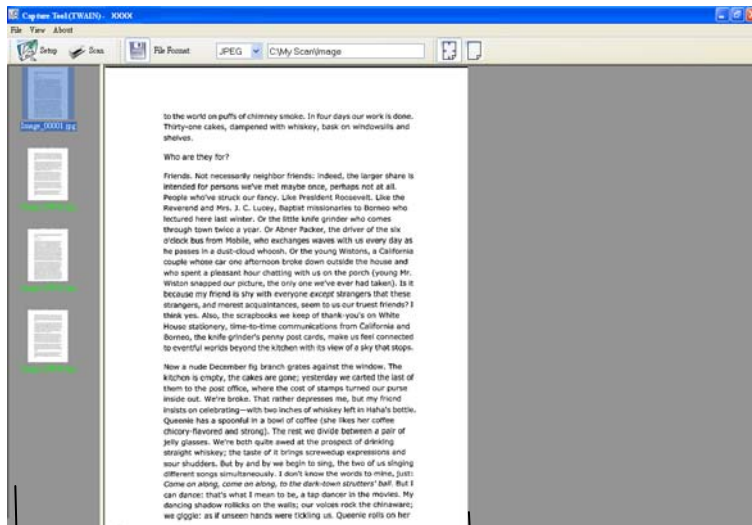 Capture Tool (TWAIN) - XXXX
File View About
Setup Scan File Format JPEG C:\My Scan\Image
Image_00001.jpg
to the world on puffs of chimney smoke. In four days our work is done.
Thirty-one cakes, dampened with whiskey, bask on windowsills and
shelves.
Who are they for?
Friends. Not necessarily neighbor friends: indeed, the larger share is
intended for persons we've met maybe once, perhaps not at all.
People who've struck our fancy. Like President Roosevelt. Like the
Reverend and Mrs. J. C. Lucey, Baptist missionaries to Borneo who
lectured here last winter. Or the little knife grinder who comes
through town twice a year. Or Abner Packer, the driver of the six
o'clock bus from Mobile, who exchanges waves with us every day as
he passes in a dust-cloud whoosh. Or the young Wistons, a California
couple whose car one afternoon broke down outside the house and
who spent a pleasant hour chatting with us on the porch (young Mr.
Wiston snapped our picture, the only one we've ever had taken). Is it
because my friend is shy with everyone except strangers that these
strangers, and merest acquaintances, seem to us our truest friends? I
think yes. Also, the scrapbooks we keep of thank-you's on White
House stationery, time-to-time communications from California and
Borneo, the knife grinder's penny post cards, make us feel connected
to eventful worlds beyond the kitchen with its view of a sky that stops.
Now a nude December fig branch grates against the window. The
kitchen is empty, the cakes are gone; yesterday we carted the last of
them to the post office, where the cost of stamps turned our purse
inside out. We're broke. That rather depresses me, but my friend
insists on celebrating—with two inches of whiskey left in Haha's bottle.
Queenie has a spoonful in a bowl of coffee (she likes her coffee
chicory-flavored and strong). The rest we divide between a pair of
jelly glasses. We're both quite awed at the prospect of drinking
straight whiskey; the taste of it brings screwedup expressions and
sour shudders. But by and by we begin to sing, the two of us singing
different songs simultaneously. I don't know the words to mine, just:
Come on along, come on along, to the dark-town strutters' ball. But I
can dance: that's what I mean to be, a tap dancer in the movies. My
dancing shadow rollicks on the walls; our voices rock the chinaware;
we giggle: as if unseen hands were tickling us. Queenie rolls on her